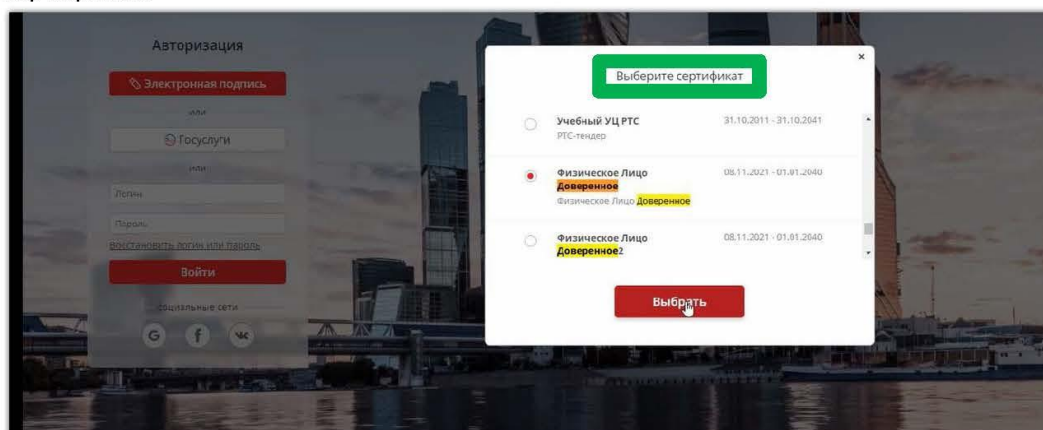 Авторизация
Электронная подпись
или
Госуслуги
или
Логин
Пароль
Восстановить логин или пароль
Войти
социальные сети
G f
Выберите сертификат
×
Учебный УЦ РТС 31.10.2011 - 31.10.2041
РТС-тендер
Физическое Лицо 08.11.2021 - 01.01.2040
Доверенное
Физическое Лицо Доверенное
Физическое Лицо 08.11.2021 - 01.01.2040
Доверенное2
Выбрать